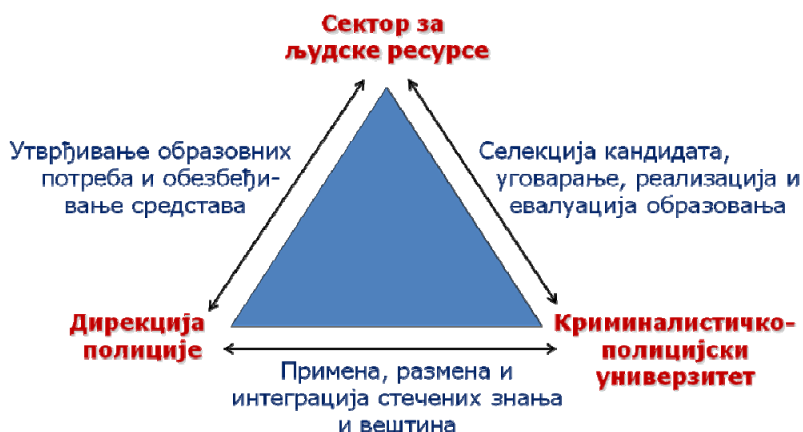 Сектор за
људске ресурсе
Утврђивање образовних
потреба и обезбеђи-
вање средстава
Селекција кандидата,
уговарање, реализација и
евалуација образовања
Дирекција
полиције
Криминалистичко-
полицијски
универзитет
Примена, размена и
интеграција стечених знања
и вештина